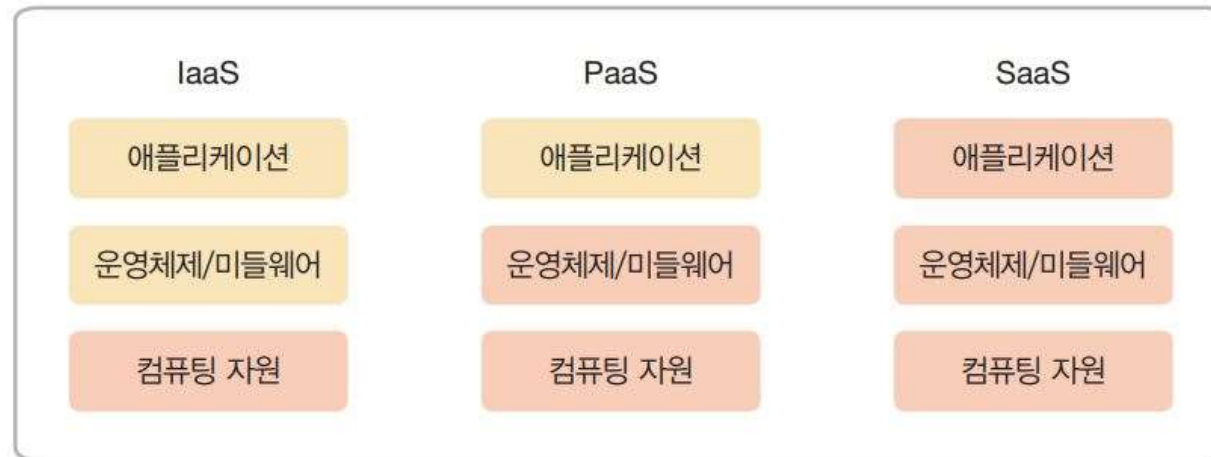 IaaS
PaaS
SaaS
애플리케이션
애플리케이션
애플리케이션
운영체제/미들웨어
운영체제/미들웨어
운영체제/미들웨어
컴퓨팅 자원
컴퓨팅 자원
컴퓨팅 자원